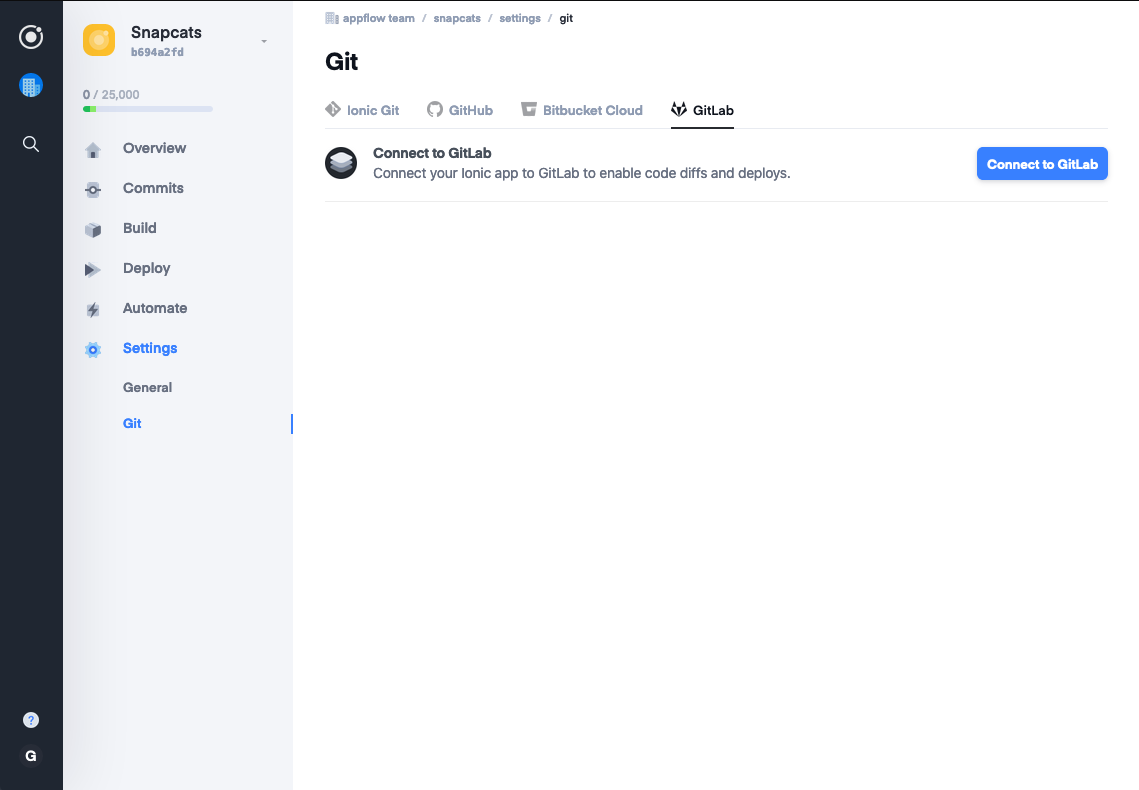 Snapcats
b694a2fd
0 / 25,000
Overview
Commits
Build
Deploy
Automate
Settings
General
Git
?
G
appflow team / snapcats / settings / git
Git
Ionic Git GitHub Bitbucket Cloud GitLab
Connect to GitLab
Connect your Ionic app to GitLab to enable code diffs and deploys.
Connect to GitLab